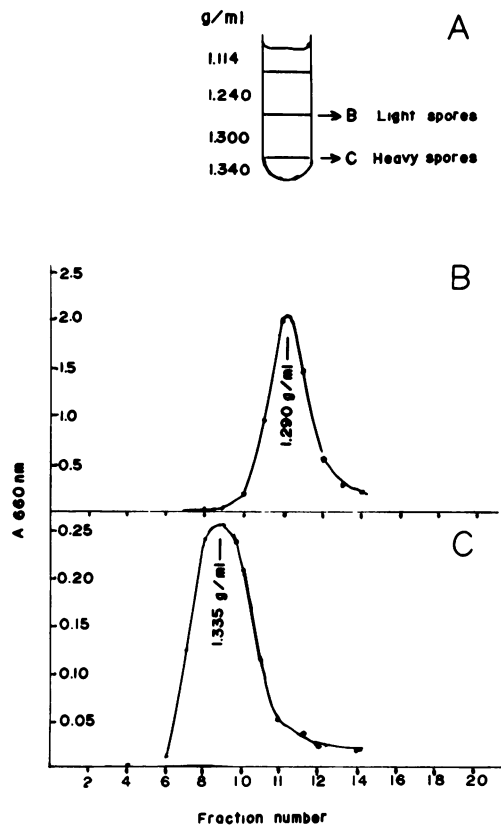 g/ml
A
1.114
1.240
B Light spores
1.300
C Heavy spores
1.340
B
2.5
2.0
1.5
1.0
0.5
1.290 g/ml
A 660nm
C
0.25
0.20
0.15
0.10
0.05
1.335 g/ml
2 4 6 8 10 11 12 14 16 18 20
Fraction number